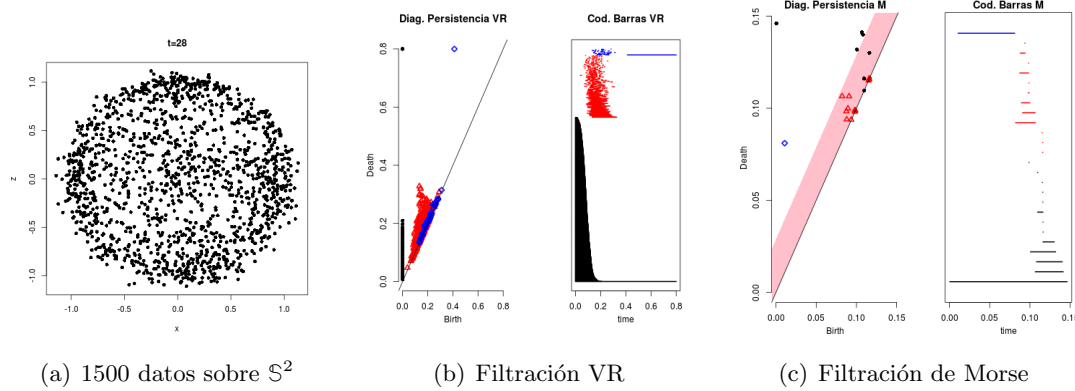 t=28
z
1.0
0.5
0.0
-0.5
-1.0
-1.0 -0.5 0.0 0.5 1.0
x
(a) 1500 datos sobre 𝕊²
Diag. Persistencia VR
Death
0.8
0.6
0.4
0.2
0.0
0.0 0.2 0.4 0.6 0.8
Birth
Cod. Barras VR
0.0 0.2 0.4 0.6 0.8
time
(b) Filtración VR
Diag. Persistencia M
Death
0.15
0.10
0.05
0.00
0.00 0.05 0.10 0.15
Birth
Cod. Barras M
0.00 0.05 0.10 0.15
time
(c) Filtración de Morse